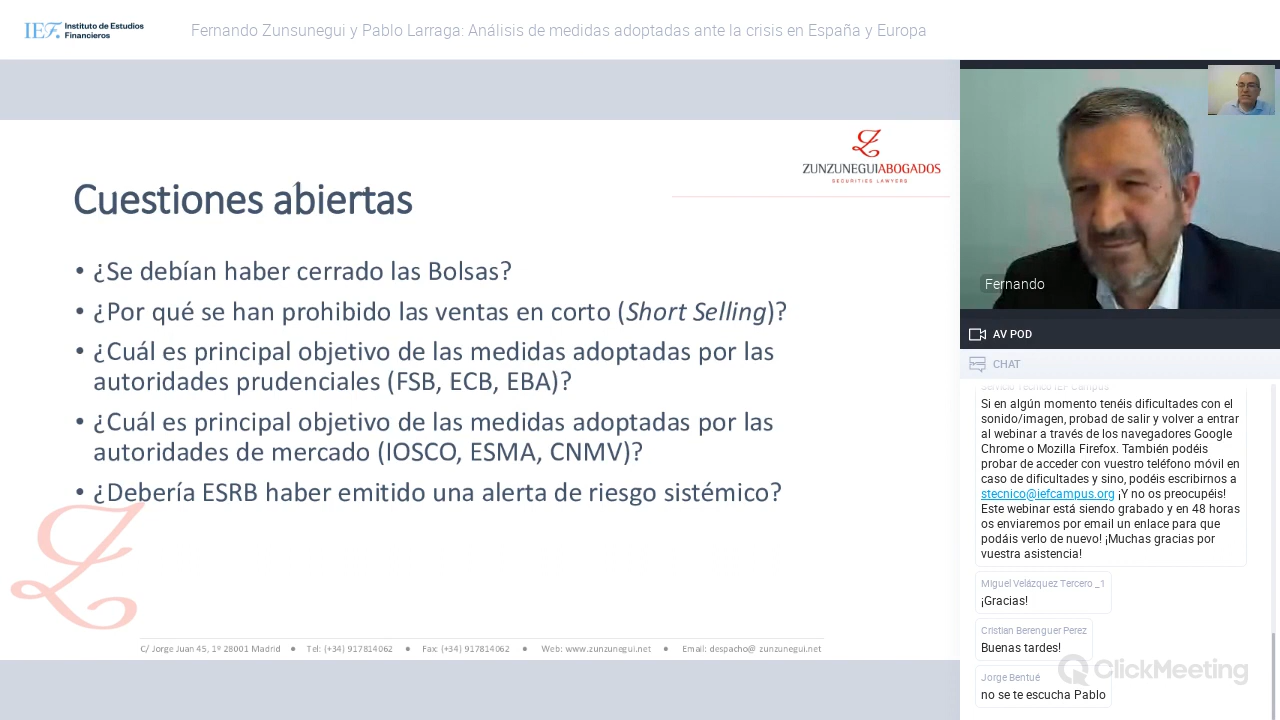 IEF. Instituto de Estudios
Financieros
Fernando Zunsunegui y Pablo Larraga: Análisis de medidas adoptadas ante la crisis en España y Europa
ZUNZUNEGUIABOGADOS
SECURITIES LAWYERS
Cuestiones abiertas
• ¿Se debían haber cerrado las Bolsas?
• ¿Por qué se han prohibido las ventas en corto (Short Selling)?
• ¿Cuál es principal objetivo de las medidas adoptadas por las
autoridades prudenciales (FSB, ECB, EBA)?
• ¿Cuál es principal objetivo de las medidas adoptadas por las
autoridades de mercado (IOSCO, ESMA, CNMV)?
• ¿Debería ESRB haber emitido una alerta de riesgo sistémico?
C/ Jorge Juan 45, 1º 28001 Madrid • Tel: (+34) 917814062 • Fax: (+34) 917814062 • Web: www.zunzunegui.net • Email: despacho@ zunzunegui.net
Fernando
AV POD
CHAT
Servicio Técnico IEF Campus
Si en algún momento tenéis dificultades con el
sonido/imagen, probad de salir y volver a entrar
al webinar a través de los navegadores Google
Chrome o Mozilla Firefox. También podéis
probar de acceder con vuestro teléfono móvil en
caso de dificultades y sino, podéis escribirnos a
stecnico@iefcampus.org ¡Y no os preocupéis!
Este webinar está siendo grabado y en 48 horas
os enviaremos por email un enlace para que
podáis verlo de nuevo! ¡Muchas gracias por
vuestra asistencia!
Miguel Velázquez Tercero _1
¡Gracias!
Cristian Berenguer Perez
Buenas tardes!
Jorge Bentué
no se te escucha Pablo
ClickMeeting